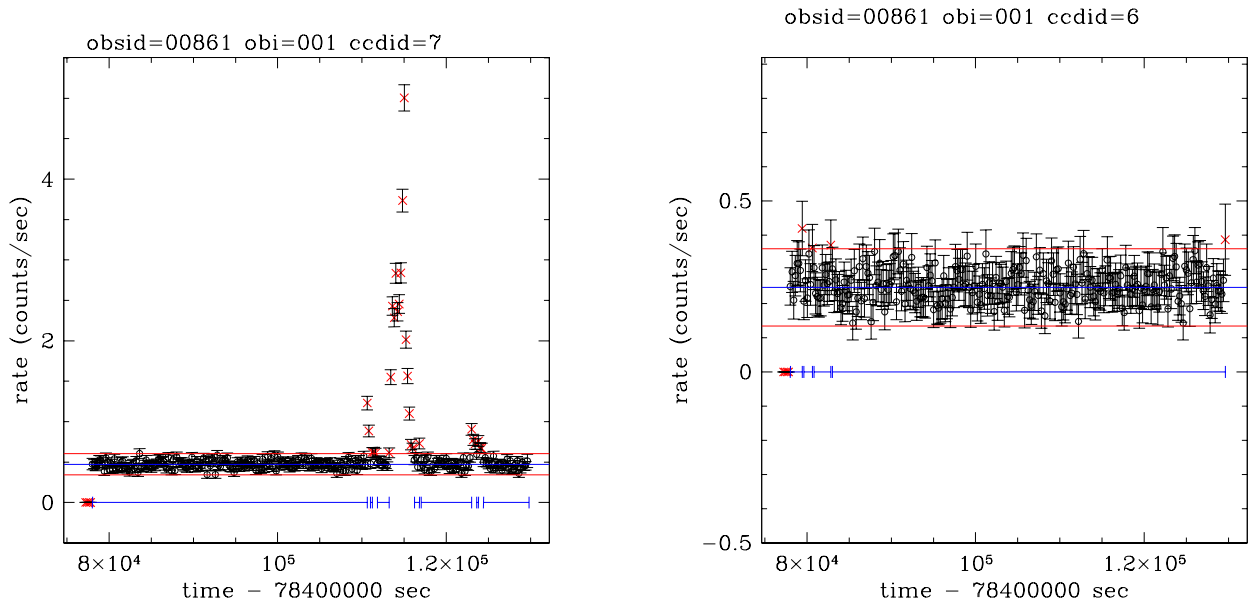 obsid=00861 obi=001 ccdid=7
rate (counts/sec)
4
2
0
8×10⁴
10⁵
1.2×10⁵
time − 78400000 sec
obsid=00861 obi=001 ccdid=6
rate (counts/sec)
0.5
0
−0.5
8×10⁴
10⁵
1.2×10⁵
time − 78400000 sec